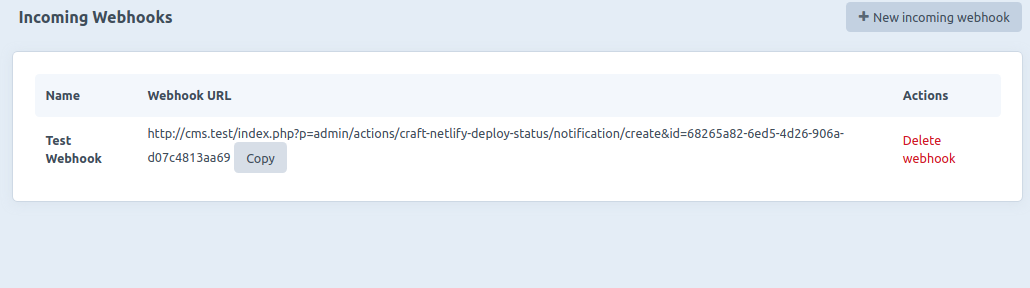 Incoming Webhooks
+ New incoming webhook
Name Webhook URL Actions
http://cms.test/index.php?p=admin/actions/craft-netlify-deploy-status/notification/create&id=68265a82-6ed5-4d26-906a-
Test Delete
Webhook d07c4813aa69 Copy webhook